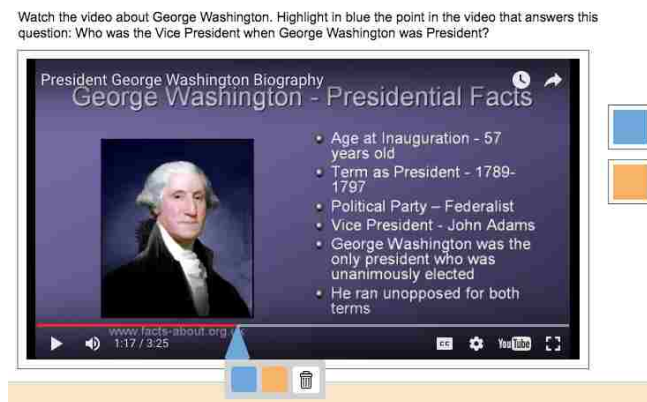 Watch the video about George Washington. Highlight in blue the point in the video that answers this
question: Who was the Vice President when George Washington was President?
President George Washington Biography
George Washington - Presidential Facts
Age at Inauguration - 57
years old
Term as President - 1789-
1797
Political Party – Federalist
Vice President - John Adams
George Washington was the
only president who was
unanimously elected
He ran unopposed for both
terms
www.facts-about.org.
1:17 / 3:25
CC
YouTube